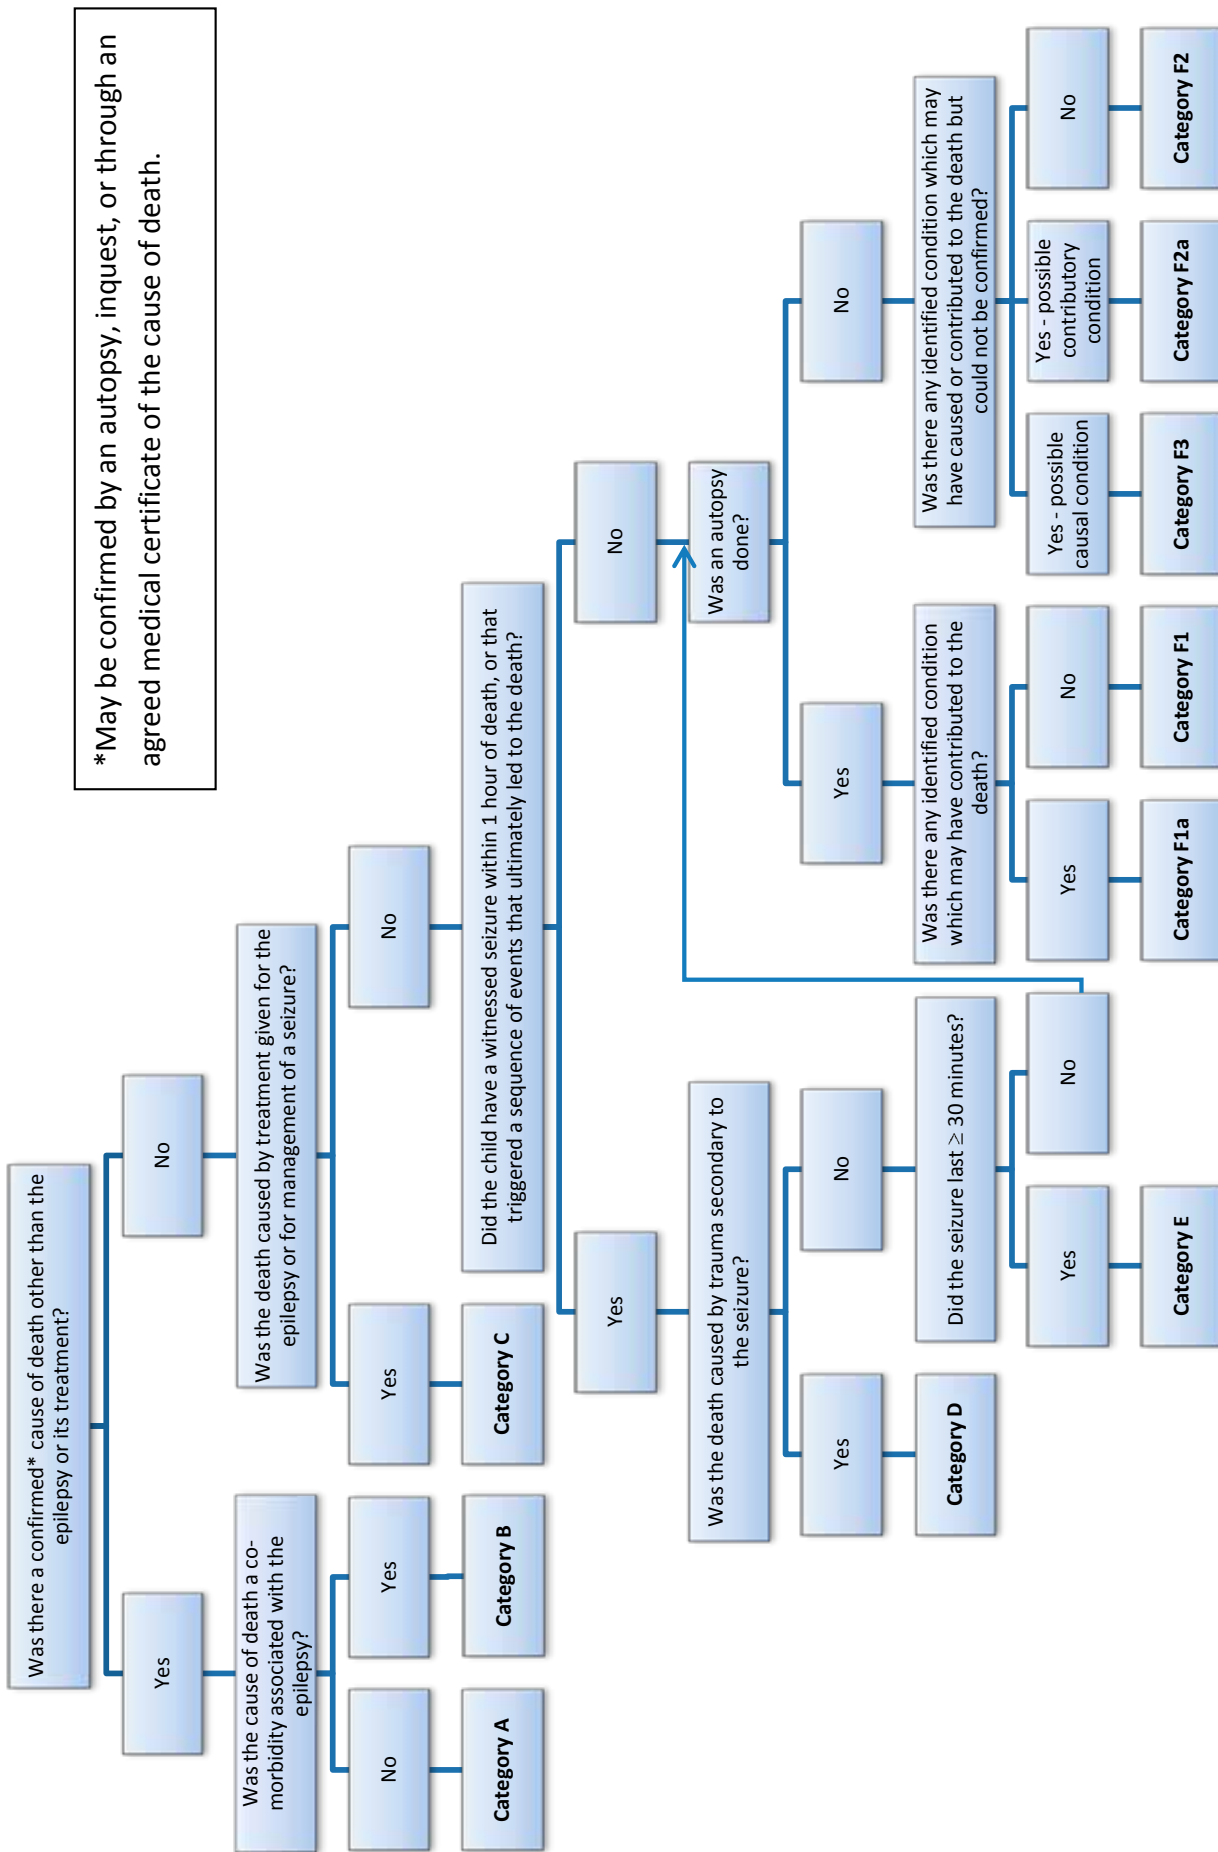 *May be confirmed by an autopsy, inquest, or through an
agreed medical certificate of the cause of death.
Was there a confirmed* cause of death other than the
epilepsy or its treatment?
Yes
No
Was the cause of death a co-
morbidity associated with the
epilepsy?
Was the death caused by treatment given for the
epilepsy or for management of a seizure?
No
Yes
Yes
No
Category A
Category B
Category C
Did the child have a witnessed seizure within 1 hour of death, or that
triggered a sequence of events that ultimately led to the death?
Yes
No
Was the death caused by trauma secondary to
the seizure?
Was an autopsy
done?
Yes
No
Yes
No
Category D
Did the seizure last ≥ 30 minutes?
Was there any identified condition
which may have contributed to the
death?
Was there any identified condition which may
have caused or contributed to the death but
could not be confirmed?
Yes
No
Yes
No
Yes - possible
causal condition
Yes - possible
contributory
condition
No
Category E
Category F1a
Category F1
Category F3
Category F2a
Category F2